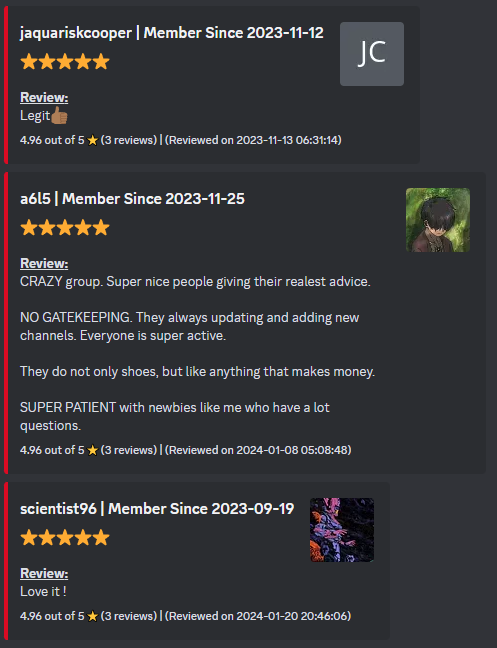 jaquariskcooper | Member Since 2023-11-12
JC
⭐⭐⭐⭐⭐
Review:
Legit👍🏽
4.96 out of 5 ⭐ (3 reviews) | (Reviewed on 2023-11-13 06:31:14)
a6l5 | Member Since 2023-11-25
⭐⭐⭐⭐⭐
Review:
CRAZY group. Super nice people giving their realest advice.
NO GATEKEEPING. They always updating and adding new
channels. Everyone is super active.
They do not only shoes, but like anything that makes money.
SUPER PATIENT with newbies like me who have a lot
questions.
4.96 out of 5 ⭐ (3 reviews) | (Reviewed on 2024-01-08 05:08:48)
scientist96 | Member Since 2023-09-19
⭐⭐⭐⭐⭐
Review:
Love it !
4.96 out of 5 ⭐ (3 reviews) | (Reviewed on 2024-01-20 20:46:06)